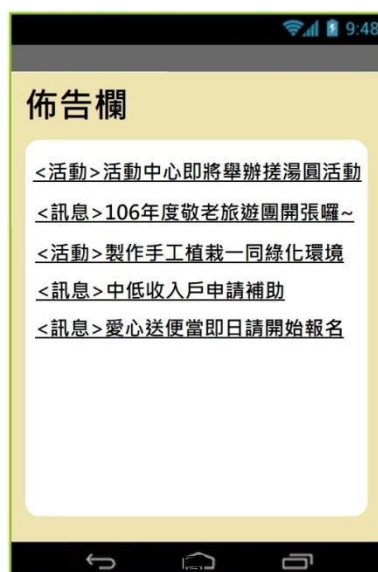 9:48
佈告欄
<活動>活動中心即將舉辦搓湯圓活動
<訊息>106年度敬老旅遊團開張囉~
<活動>製作手工植栽一同綠化環境
<訊息>中低收入戶申請補助
<訊息>愛心送便當即日請開始報名